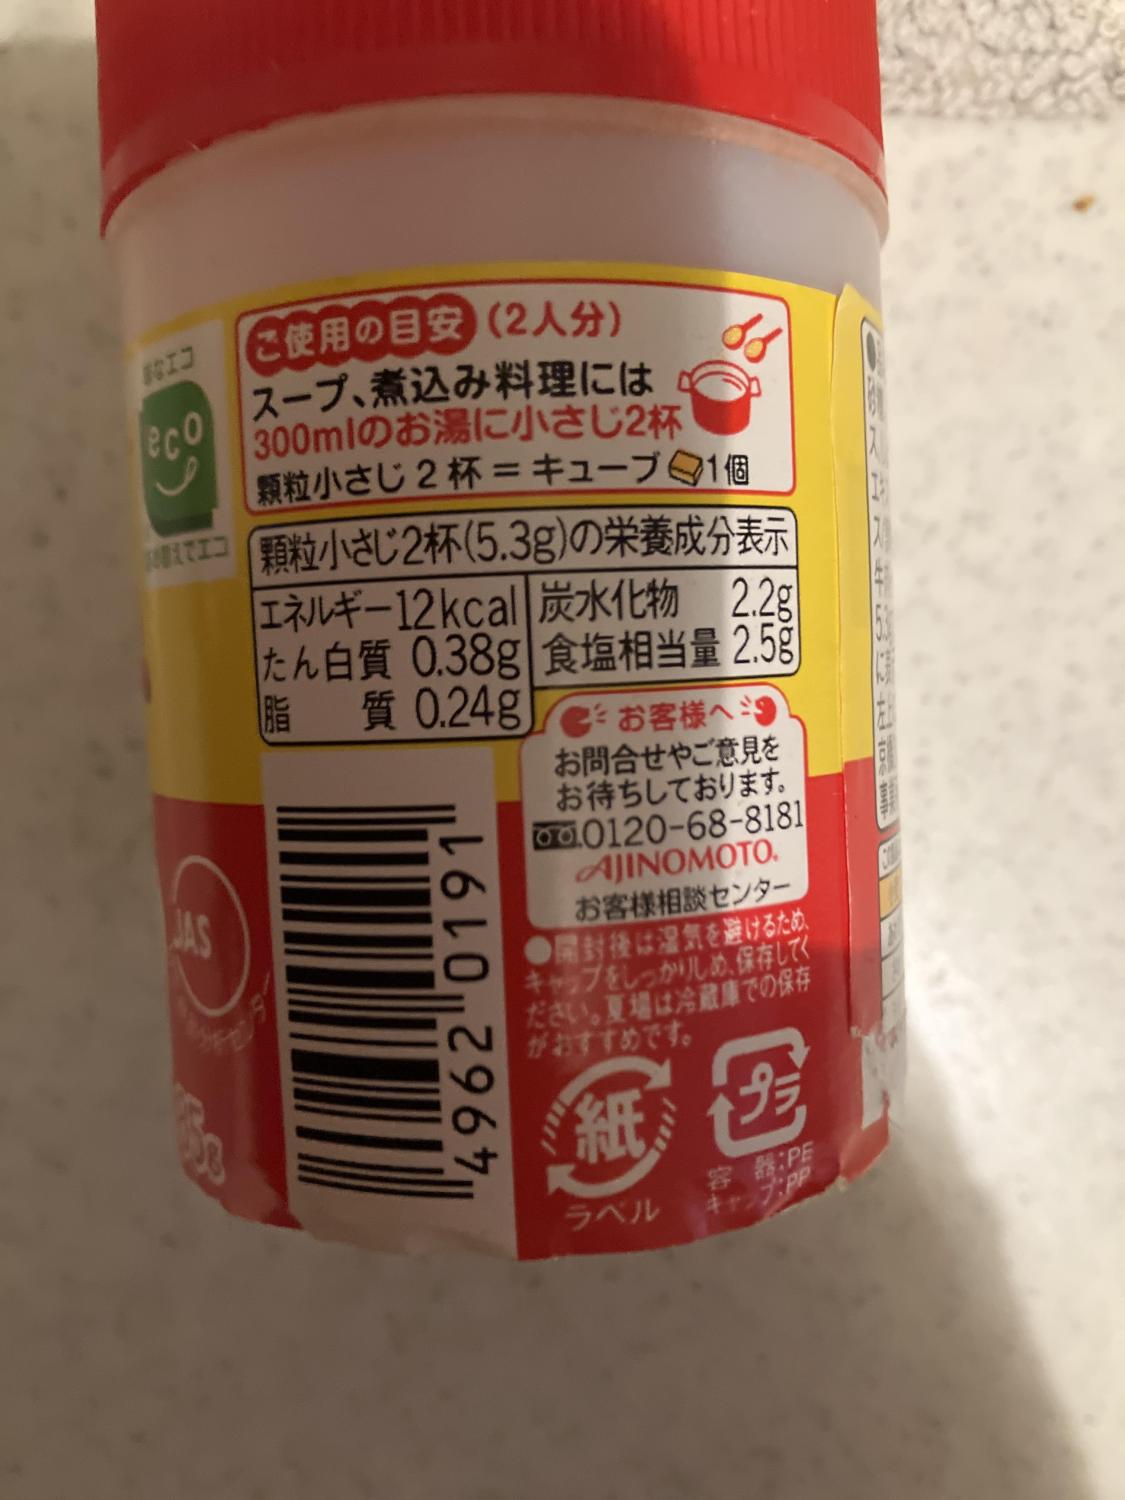 ご使用の目安（2人分）
スープ、煮込み料理には
300mlのお湯に小さじ2杯
顆粒小さじ2杯＝キューブ1個
顆粒小さじ2杯(5.3g)の栄養成分表示
エネルギー12kcal
たん白質 0.38g
脂質 0.24g
炭水化物 2.2g
食塩相当量 2.5g
お客様へ
お問合せやご意見を
お待ちしております。
0120-68-8181
AJINOMOTO
お客様相談センター
●開封後は湿気を避けるため、
キャップをしっかりしめ、保存してく
ださい。夏場は冷蔵庫での保存
がおすすめです。
紙
ラベル
プラ
容器:PE
キャップ:PP
4962 0191
なエコ
eco
えてエコ
JAS